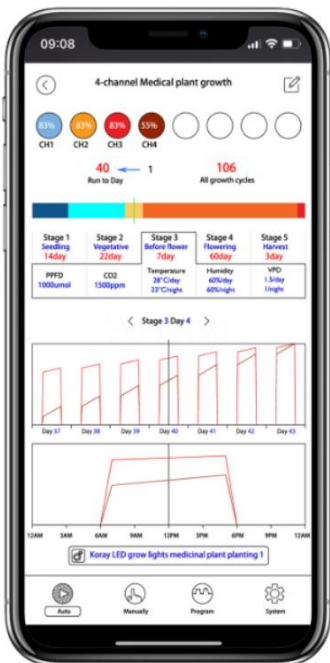 09:08
4-channel Medical plant growth
83% 83% 83% 55%
CH1 CH2 CH3 CH4
40 1 106
Run to Day All growth cycles
Stage 1 Stage 2 Stage 3 Stage 4 Stage 5
Seedling Vegetative Before flower Flowering Harvest
14day 22day 7day 60day 3day
PPFD CO2 Temperature Humidity VPD
1000umol 1500ppm 28°C/day 60%/day 1.5/day
23°C/night 60%/night 1/night
Stage 3 Day 4
Day 37 Day 38 Day 39 Day 40 Day 41 Day 42 Day 43
12AM 3AM 6AM 9AM 12PM 3PM 6PM 9PM 12AM
Koray LED grow lights medicinal plant planting 1
Auto Manually Program System